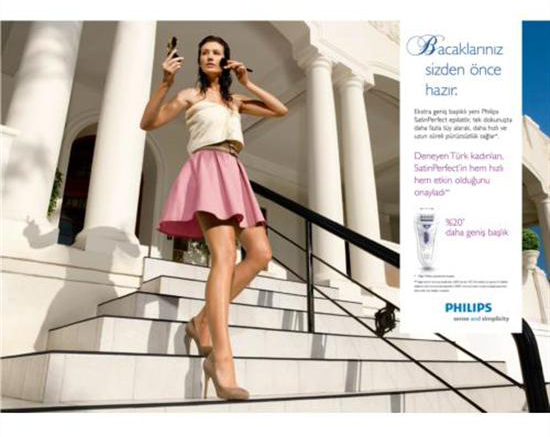 Bacaklarınız
sizden önce
hazır.
Ekstra geniş başlıklı yeni Philips
SatinPerfect epilatör, tek dokunuşta
daha fazla tüy alarak, daha hızlı ve
uzun süreli pürüzsüzlük sağlar*.
Deneyen Türk kadınları,
SatinPerfect'in hem hızlı
hem etkin olduğunu
onayladı**
%20*
daha geniş başlık
PHILIPS
sense and simplicity